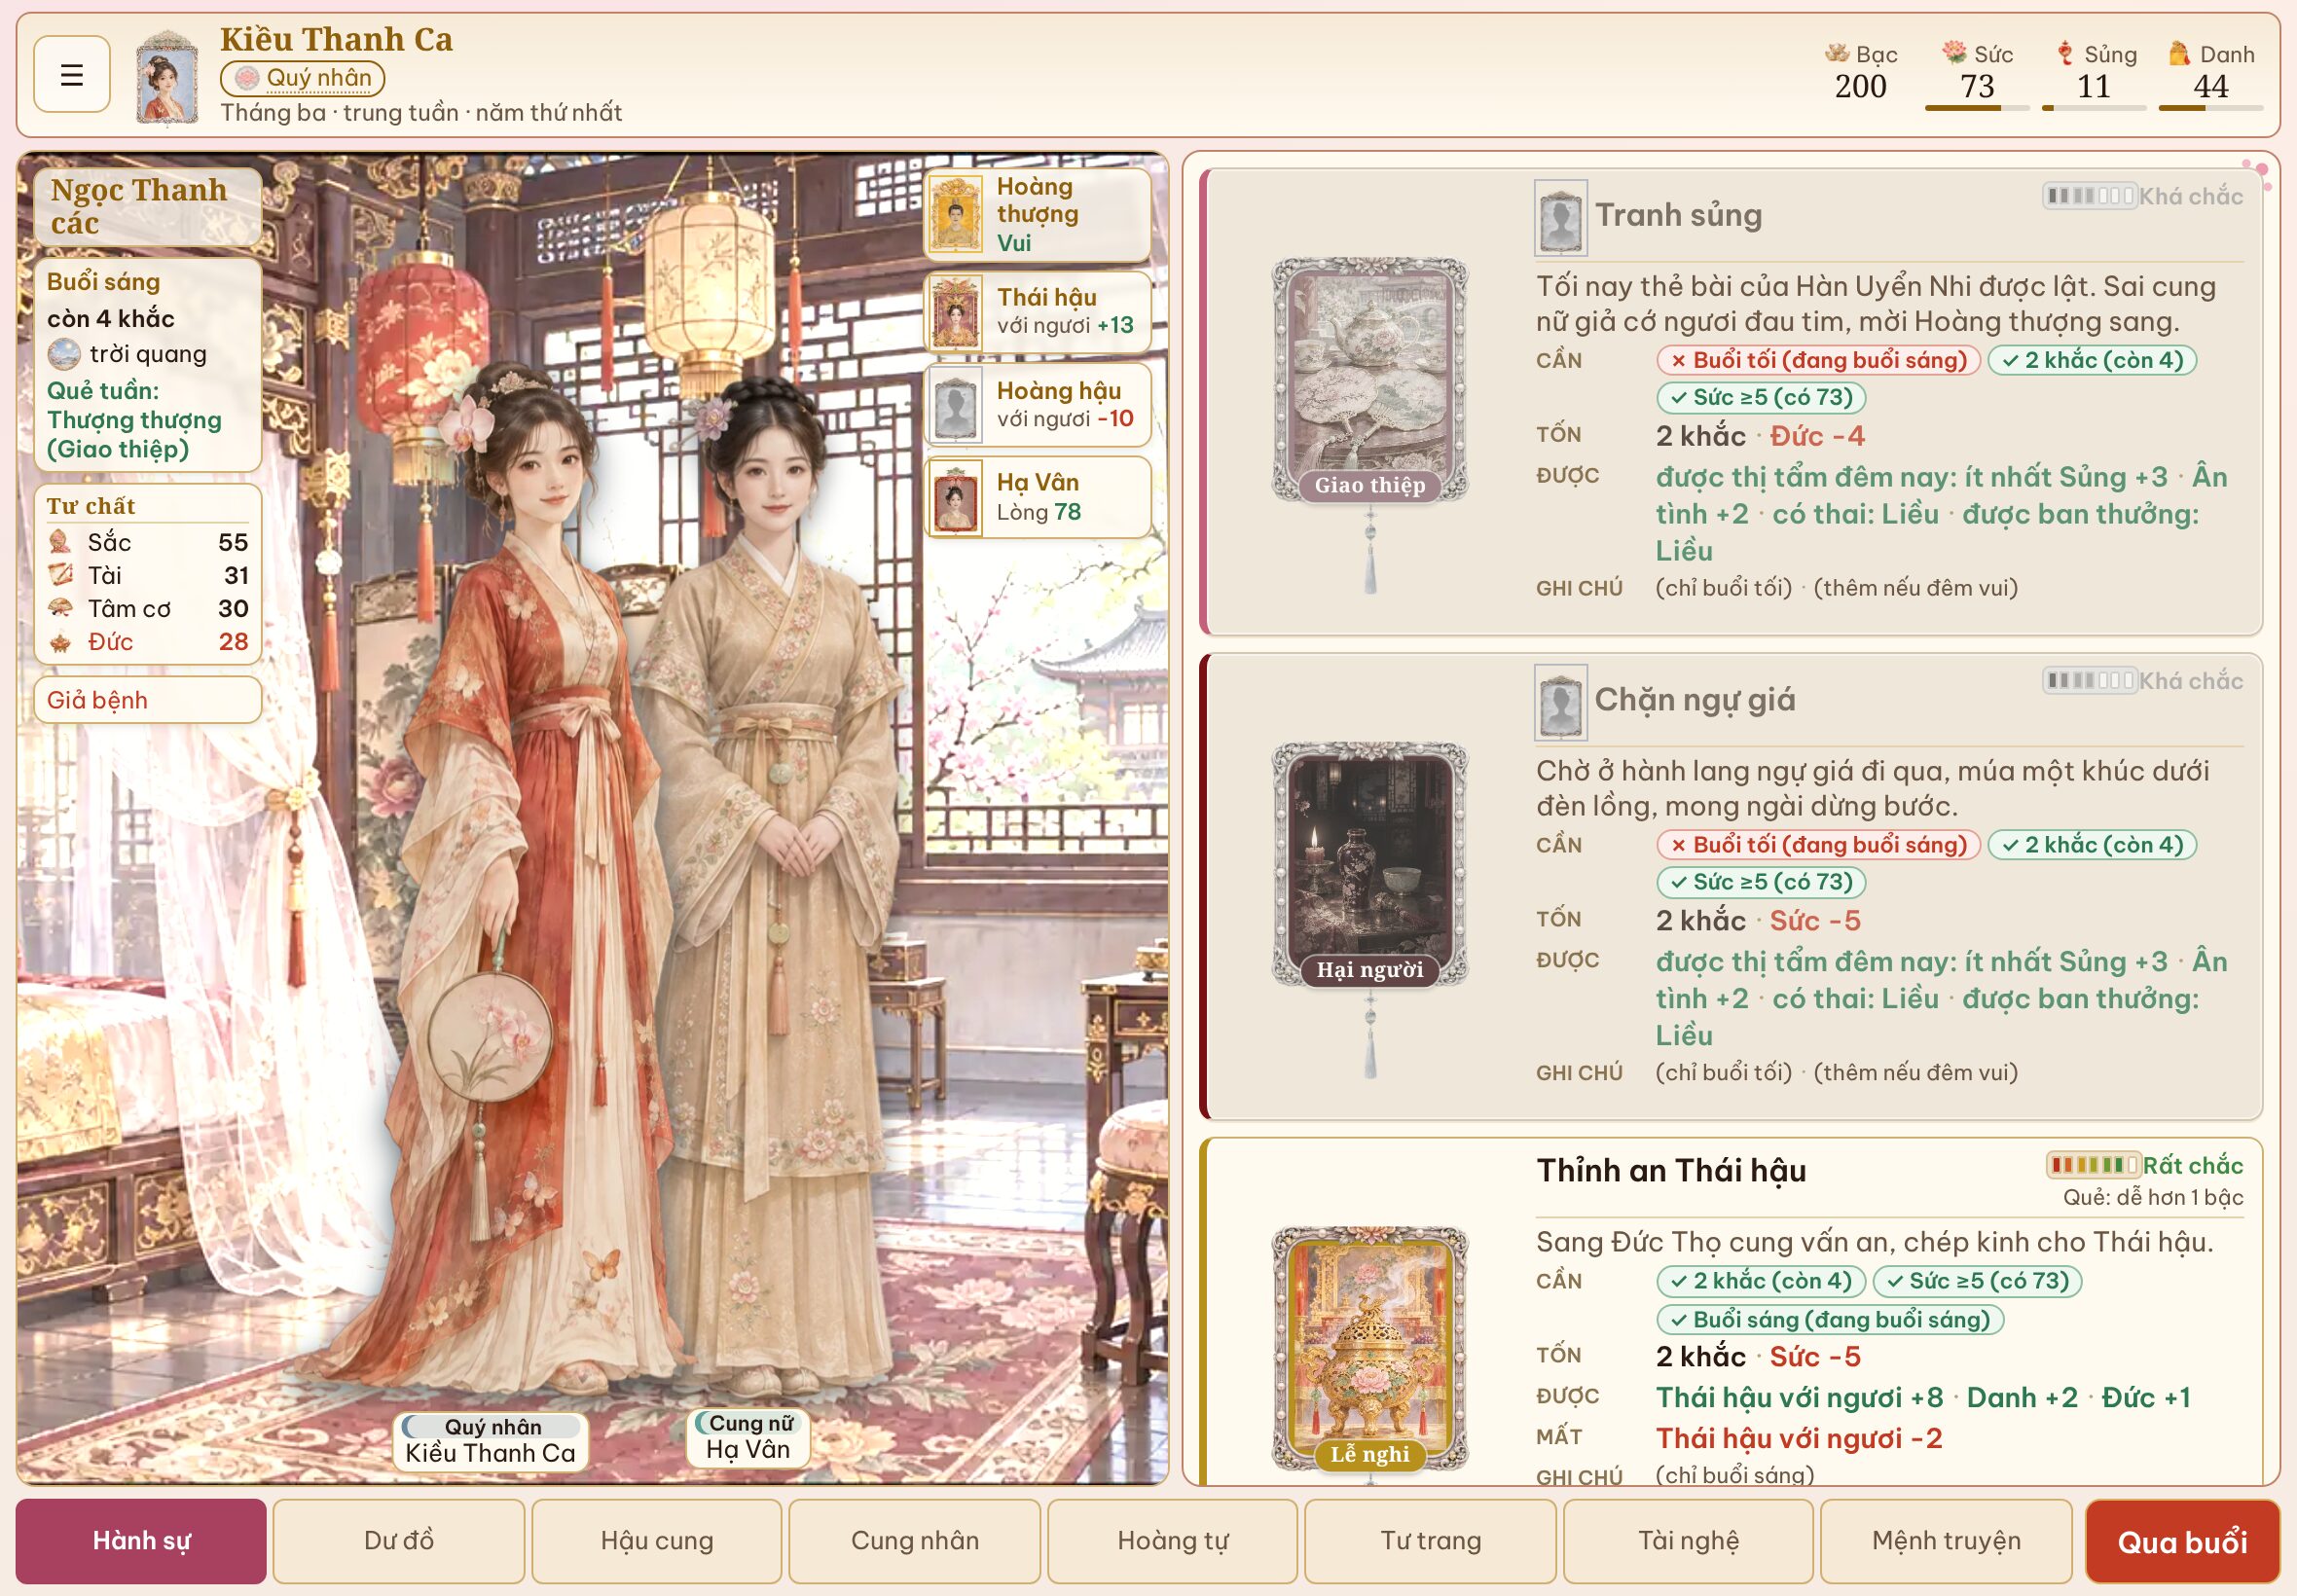 ☰
Kiều Thanh Ca
Quý nhân
Tháng ba · trung tuần · năm thứ nhất
Bạc
200
Sức
73
Sủng
11
Danh
44
Ngọc Thanh
các
Buổi sáng
còn 4 khắc
trời quang
Quẻ tuần:
Thượng thượng
(Giao thiệp)
Tư chất
Sắc 55
Tài 31
Tâm cơ 30
Đức 28
Giả bệnh
Hoàng
thượng
Vui
Thái hậu
với ngươi +13
Hoàng hậu
với ngươi -10
Hạ Vân
Lòng 78
Quý nhân
Kiều Thanh Ca
Cung nữ
Hạ Vân
Tranh sủng
Khá chắc
Tối nay thẻ bài của Hàn Uyển Nhi được lật. Sai cung
nữ giả cớ ngươi đau tim, mời Hoàng thượng sang.
Giao thiệp
CẦN × Buổi tối (đang buổi sáng) ✓ 2 khắc (còn 4)
✓ Sức ≥5 (có 73)
TỐN 2 khắc · Đức -4
ĐƯỢC được thị tẩm đêm nay: ít nhất Sủng +3 · Ân
tình +2 · có thai: Liều · được ban thưởng:
Liều
GHI CHÚ (chỉ buổi tối) · (thêm nếu đêm vui)
Chặn ngự giá
Khá chắc
Chờ ở hành lang ngự giá đi qua, múa một khúc dưới
đèn lồng, mong ngài dừng bước.
Hại người
CẦN × Buổi tối (đang buổi sáng) ✓ 2 khắc (còn 4)
✓ Sức ≥5 (có 73)
TỐN 2 khắc · Sức -5
ĐƯỢC được thị tẩm đêm nay: ít nhất Sủng +3 · Ân
tình +2 · có thai: Liều · được ban thưởng:
Liều
GHI CHÚ (chỉ buổi tối) · (thêm nếu đêm vui)
Thỉnh an Thái hậu
Rất chắc
Quẻ: dễ hơn 1 bậc
Sang Đức Thọ cung vấn an, chép kinh cho Thái hậu.
Lễ nghi
CẦN ✓ 2 khắc (còn 4) ✓ Sức ≥5 (có 73)
✓ Buổi sáng (đang buổi sáng)
TỐN 2 khắc · Sức -5
ĐƯỢC Thái hậu với ngươi +8 · Danh +2 · Đức +1
MẤT Thái hậu với ngươi -2
GHI CHÚ (chỉ buổi sáng)
Hành sự
Dư đồ
Hậu cung
Cung nhân
Hoàng tự
Tư trang
Tài nghệ
Mệnh truyện
Qua buổi